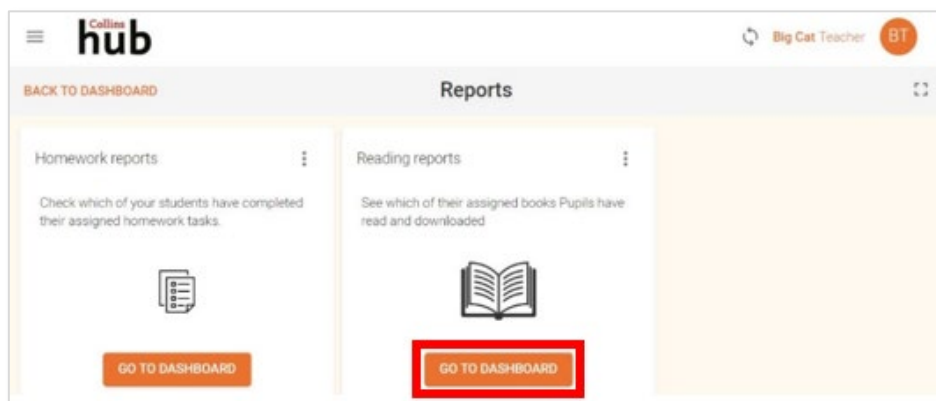 Collins
hub
Big Cat Teacher
BT
BACK TO DASHBOARD
Reports
Homework reports
Check which of your students have completed
their assigned homework tasks.
GO TO DASHBOARD
Reading reports
See which of their assigned books Pupils have
read and downloaded
GO TO DASHBOARD